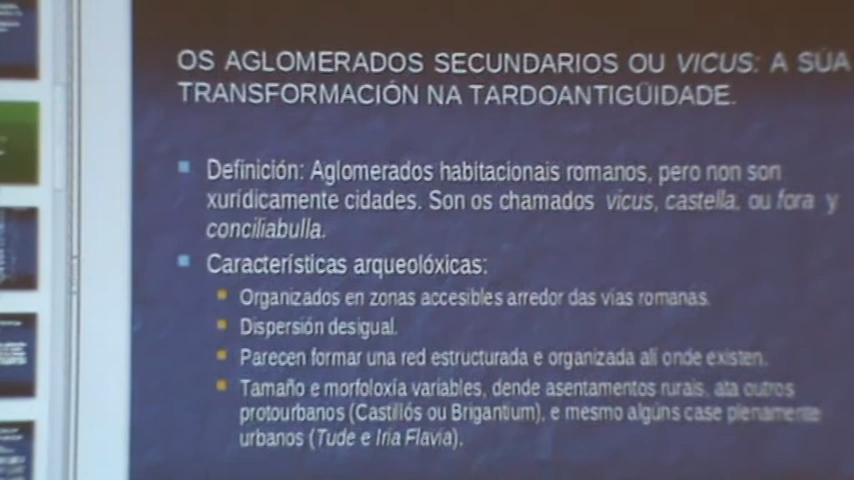 OS AGLOMERADOS SECUNDARIOS OU VICUS: A SÚA
TRANSFORMACIÓN NA TARDOANTIGÜIDADE.
Definición: Aglomerados habitacionais romanos, pero non son
xurídicamente cidades. Son os chamados vicus, castella, ou fora y
conciliabulla.
Características arqueolóxicas:
Organizados en zonas accesibles arredor das vías romanas.
Dispersión desigual.
Parecen formar una red estructurada e organizada alí onde existen.
Tamaño e morfoloxía variables, dende asentamentos rurais, ata outros
protourbanos (Castillós ou Brigantium), e mesmo algúns case plenamente
urbanos (Tude e Iria Flavia).